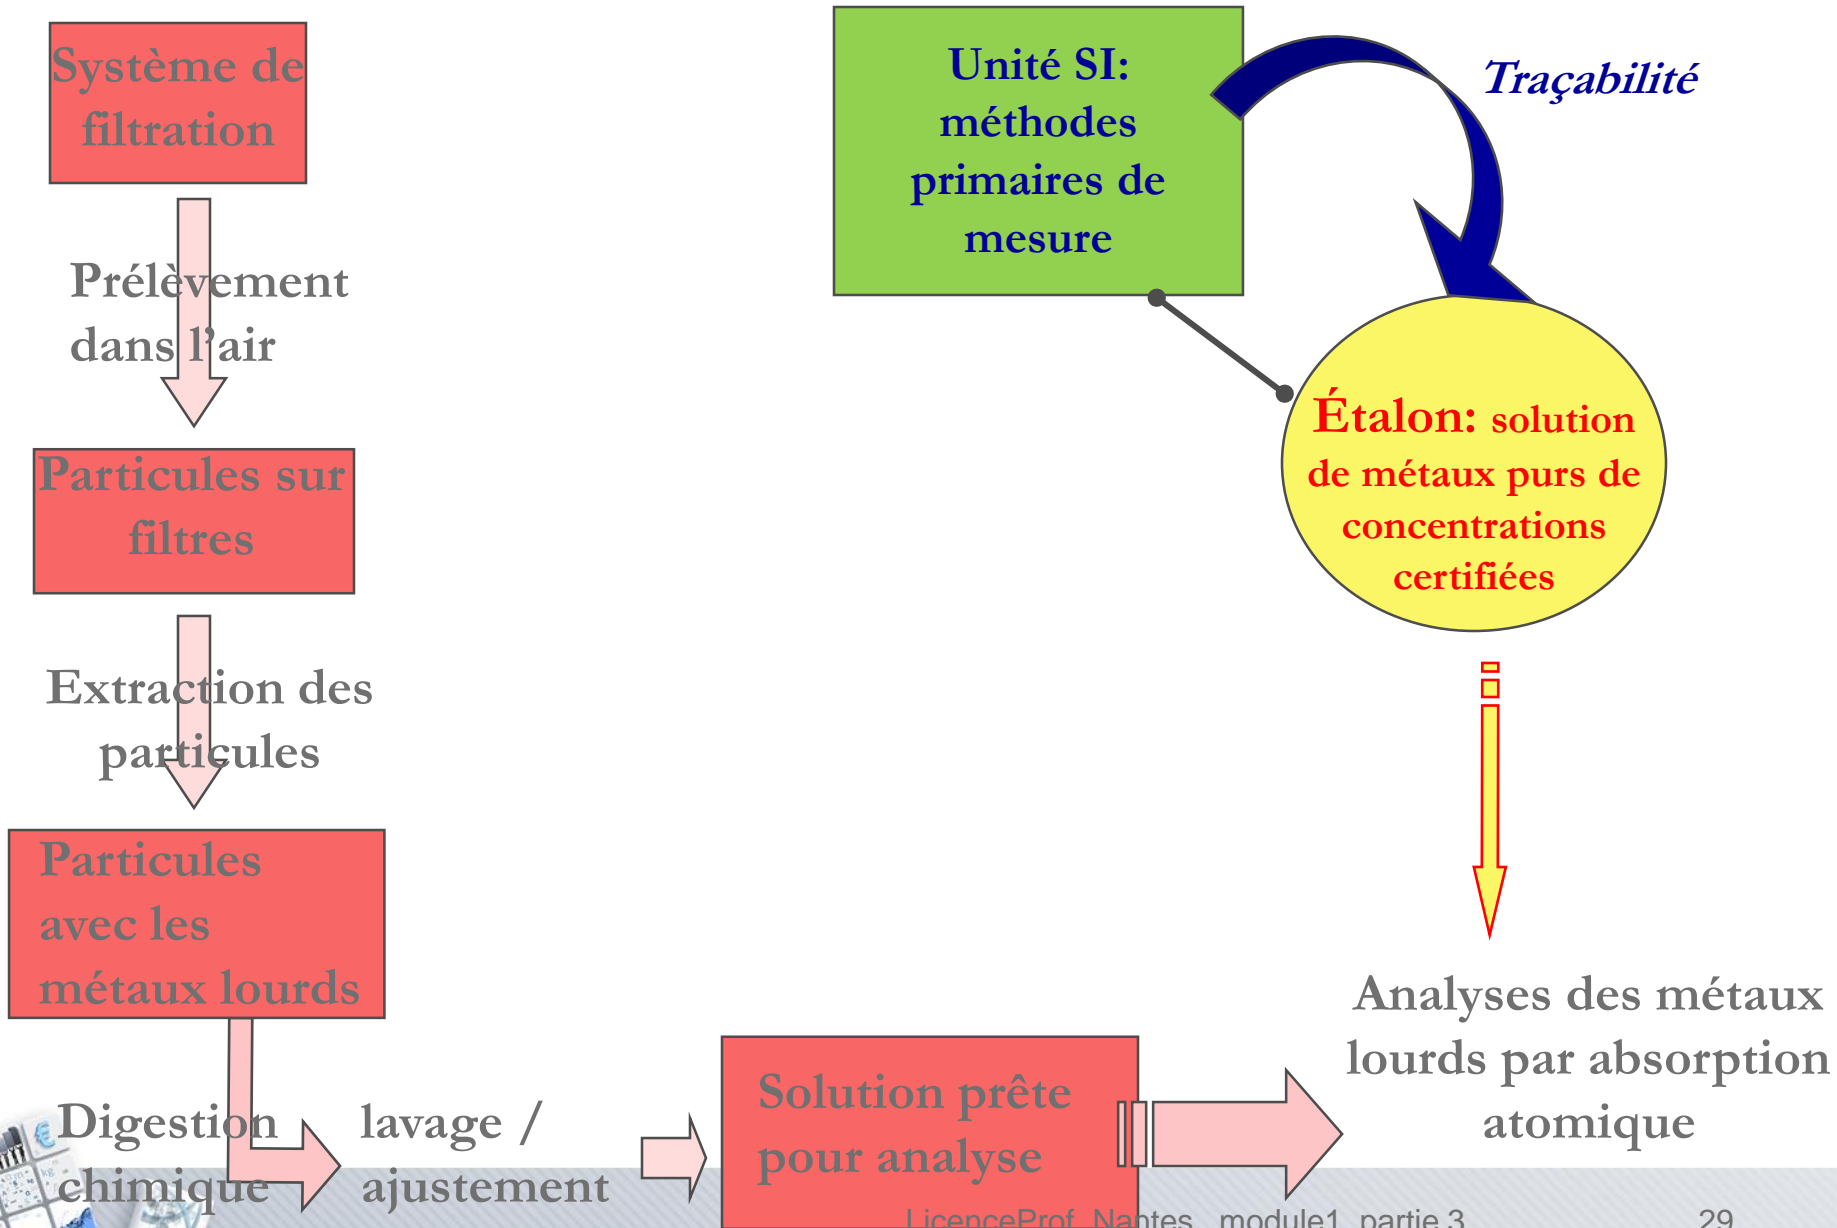 Système de
filtration
Prélèvement
dans l'air
Particules sur
filtres
Extraction des
particules
Particules
avec les
métaux lourds
Digestion
chimique
lavage /
ajustement
Solution prête
pour analyse
Unité SI:
méthodes
primaires de
mesure
Traçabilité
Étalon: solution
de métaux purs de
concentrations
certifiées
Analyses des métaux
lourds par absorption
atomique
LicenceProf_Nantes_ module1_partie 3
29